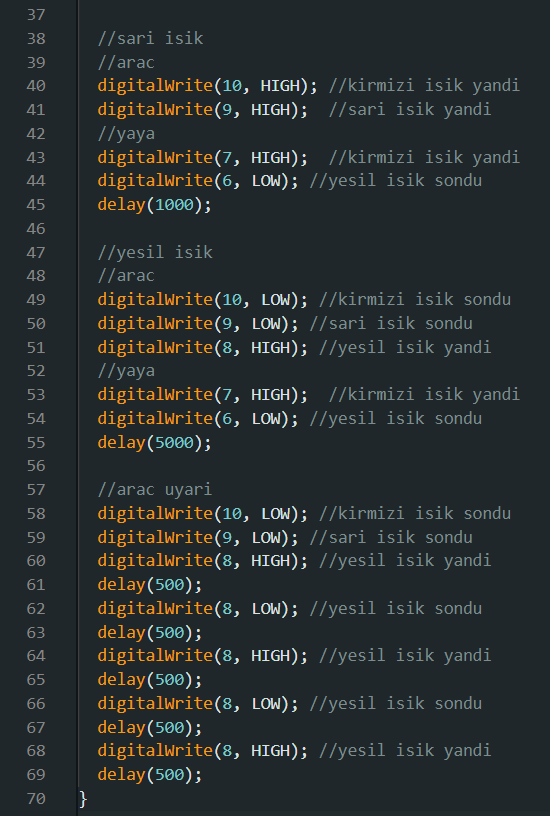 37
38 //sari isik
39 //arac
40 digitalWrite(10, HIGH); //kirmizi isik yandi
41 digitalWrite(9, HIGH);  //sari isik yandi
42 //yaya
43 digitalWrite(7, HIGH);  //kirmizi isik yandi
44 digitalWrite(6, LOW); //yesil isik sondu
45 delay(1000);
46
47 //yesil isik
48 //arac
49 digitalWrite(10, LOW); //kirmizi isik sondu
50 digitalWrite(9, LOW); //sari isik sondu
51 digitalWrite(8, HIGH); //yesil isik yandi
52 //yaya
53 digitalWrite(7, HIGH);  //kirmizi isik yandi
54 digitalWrite(6, LOW); //yesil isik sondu
55 delay(5000);
56
57 //arac uyari
58 digitalWrite(10, LOW); //kirmizi isik sondu
59 digitalWrite(9, LOW); //sari isik sondu
60 digitalWrite(8, HIGH); //yesil isik yandi
61 delay(500);
62 digitalWrite(8, LOW); //yesil isik sondu
63 delay(500);
64 digitalWrite(8, HIGH); //yesil isik yandi
65 delay(500);
66 digitalWrite(8, LOW); //yesil isik sondu
67 delay(500);
68 digitalWrite(8, HIGH); //yesil isik yandi
69 delay(500);
70 }